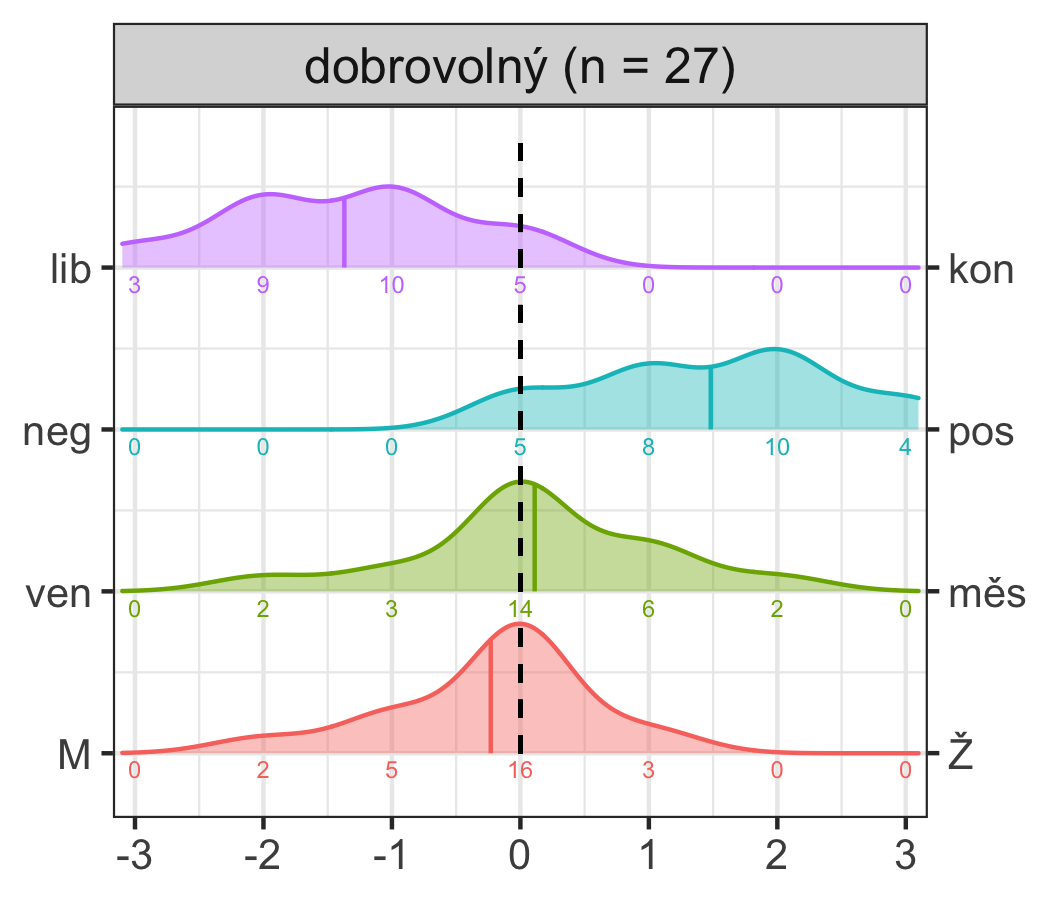 dobrovolný (n = 27)
lib kon
3 9 10 5 0 0 0
neg pos
0 0 0 5 8 10 4
ven měs
0 2 3 14 6 2 0
M Ž
0 2 5 16 3 0 0
-3 -2 -1 0 1 2 3